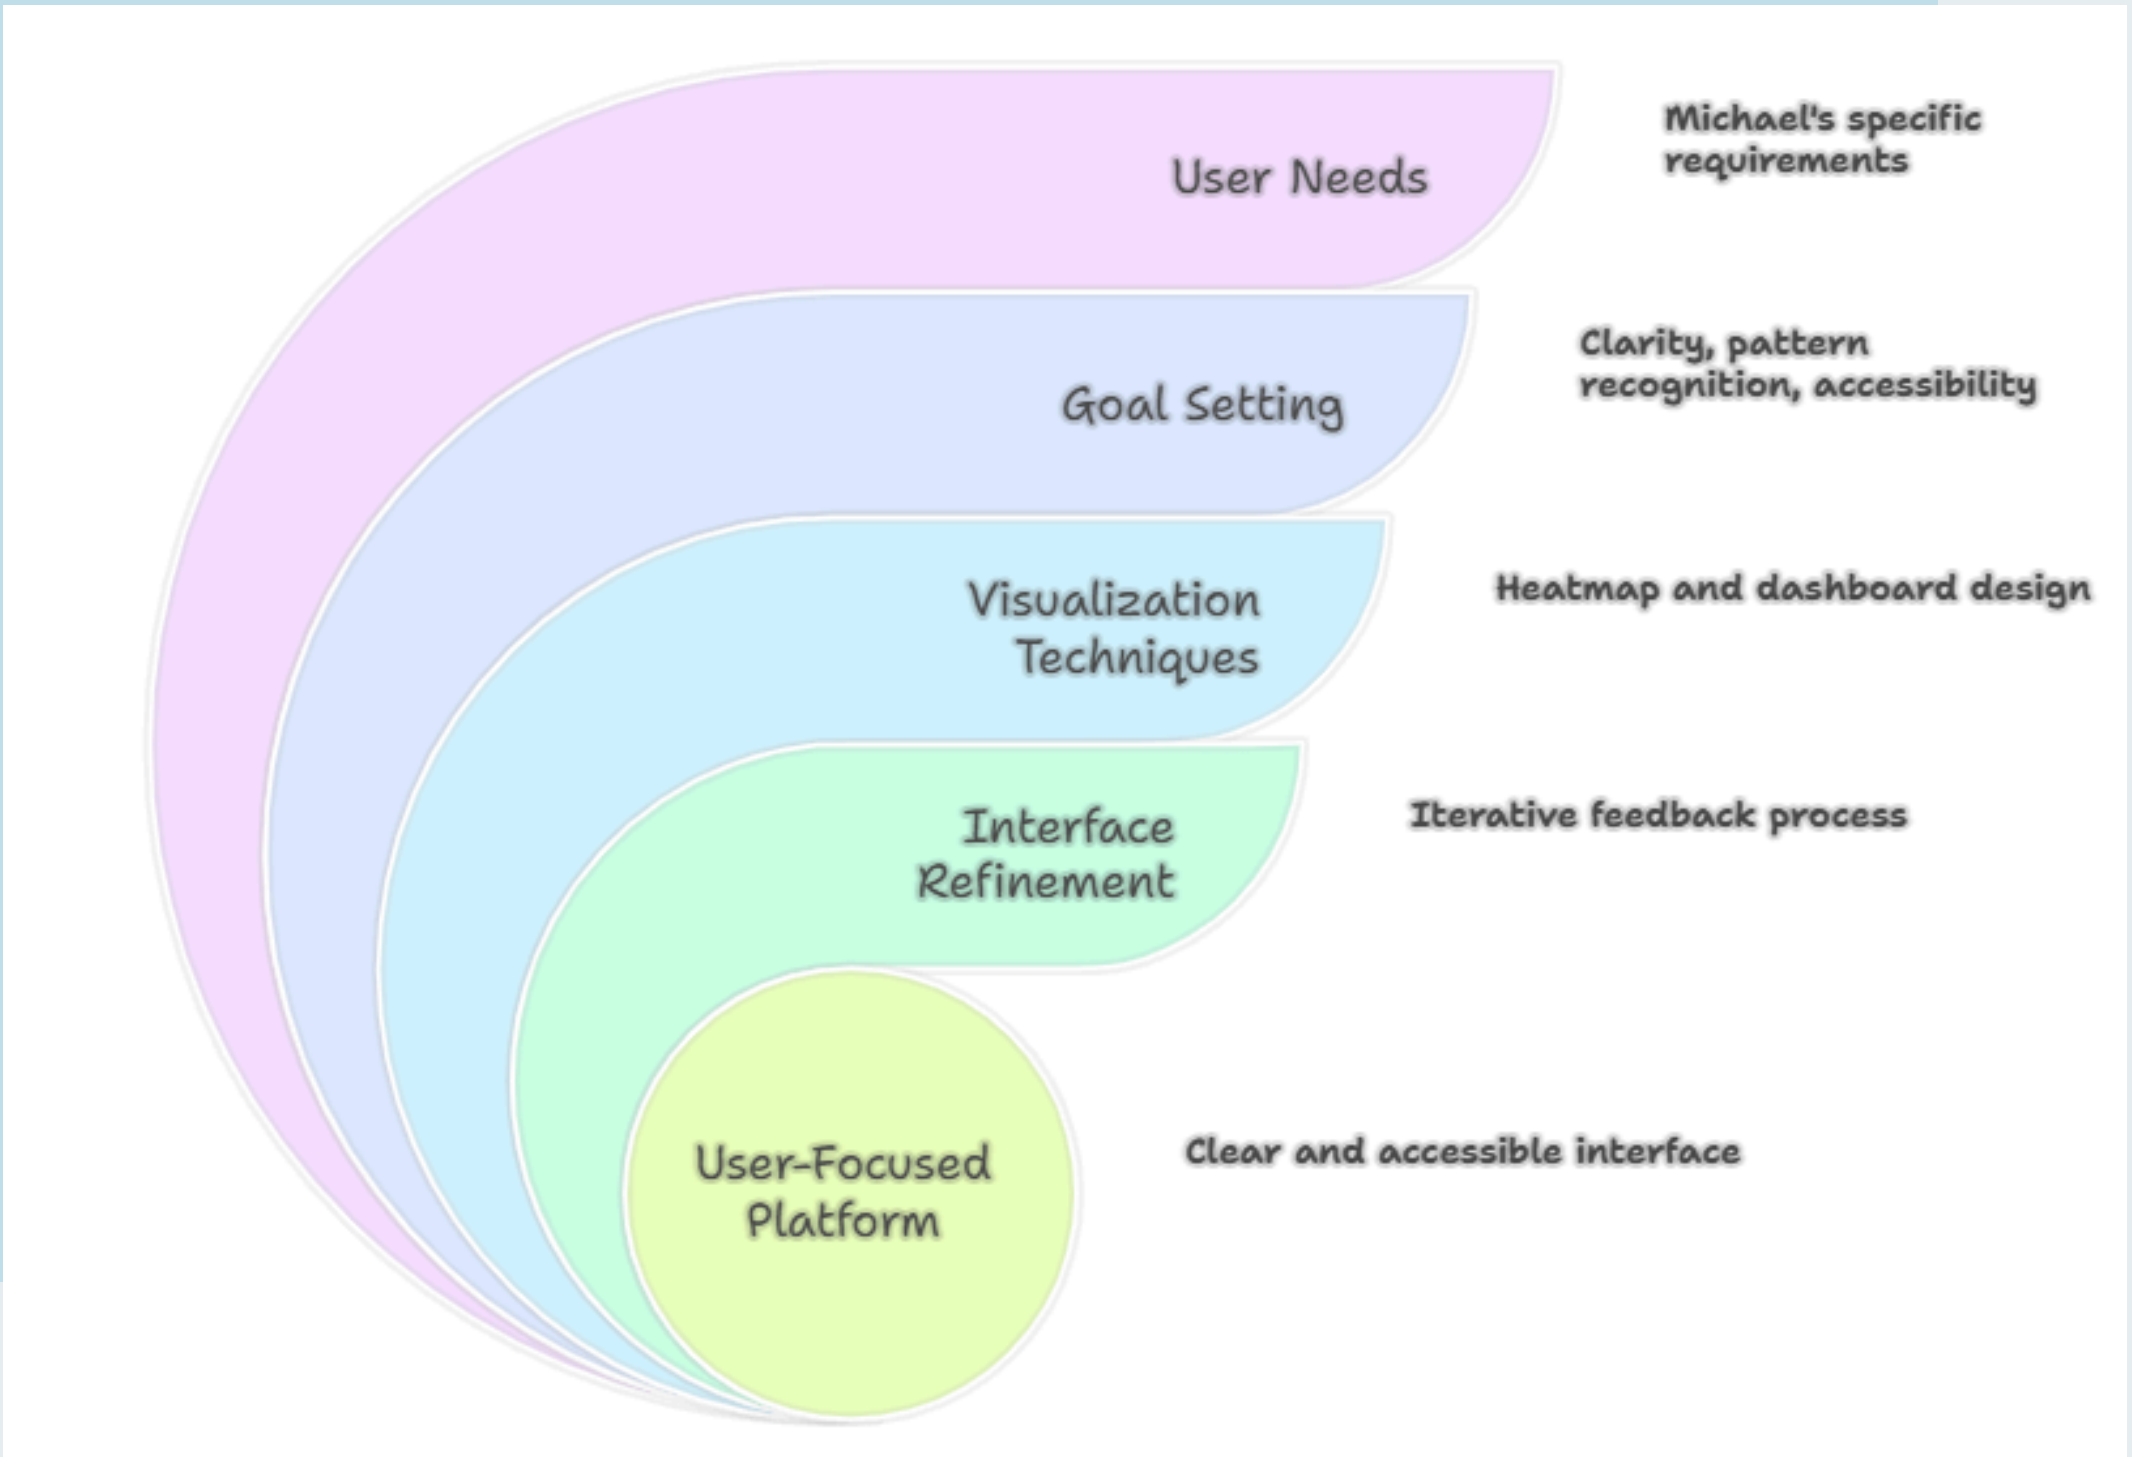 User Needs
Michael's specific
requirements
Goal Setting
Clarity, pattern
recognition, accessibility
Visualization
Techniques
Heatmap and dashboard design
Interface
Refinement
Iterative feedback process
User-Focused
Platform
Clear and accessible interface